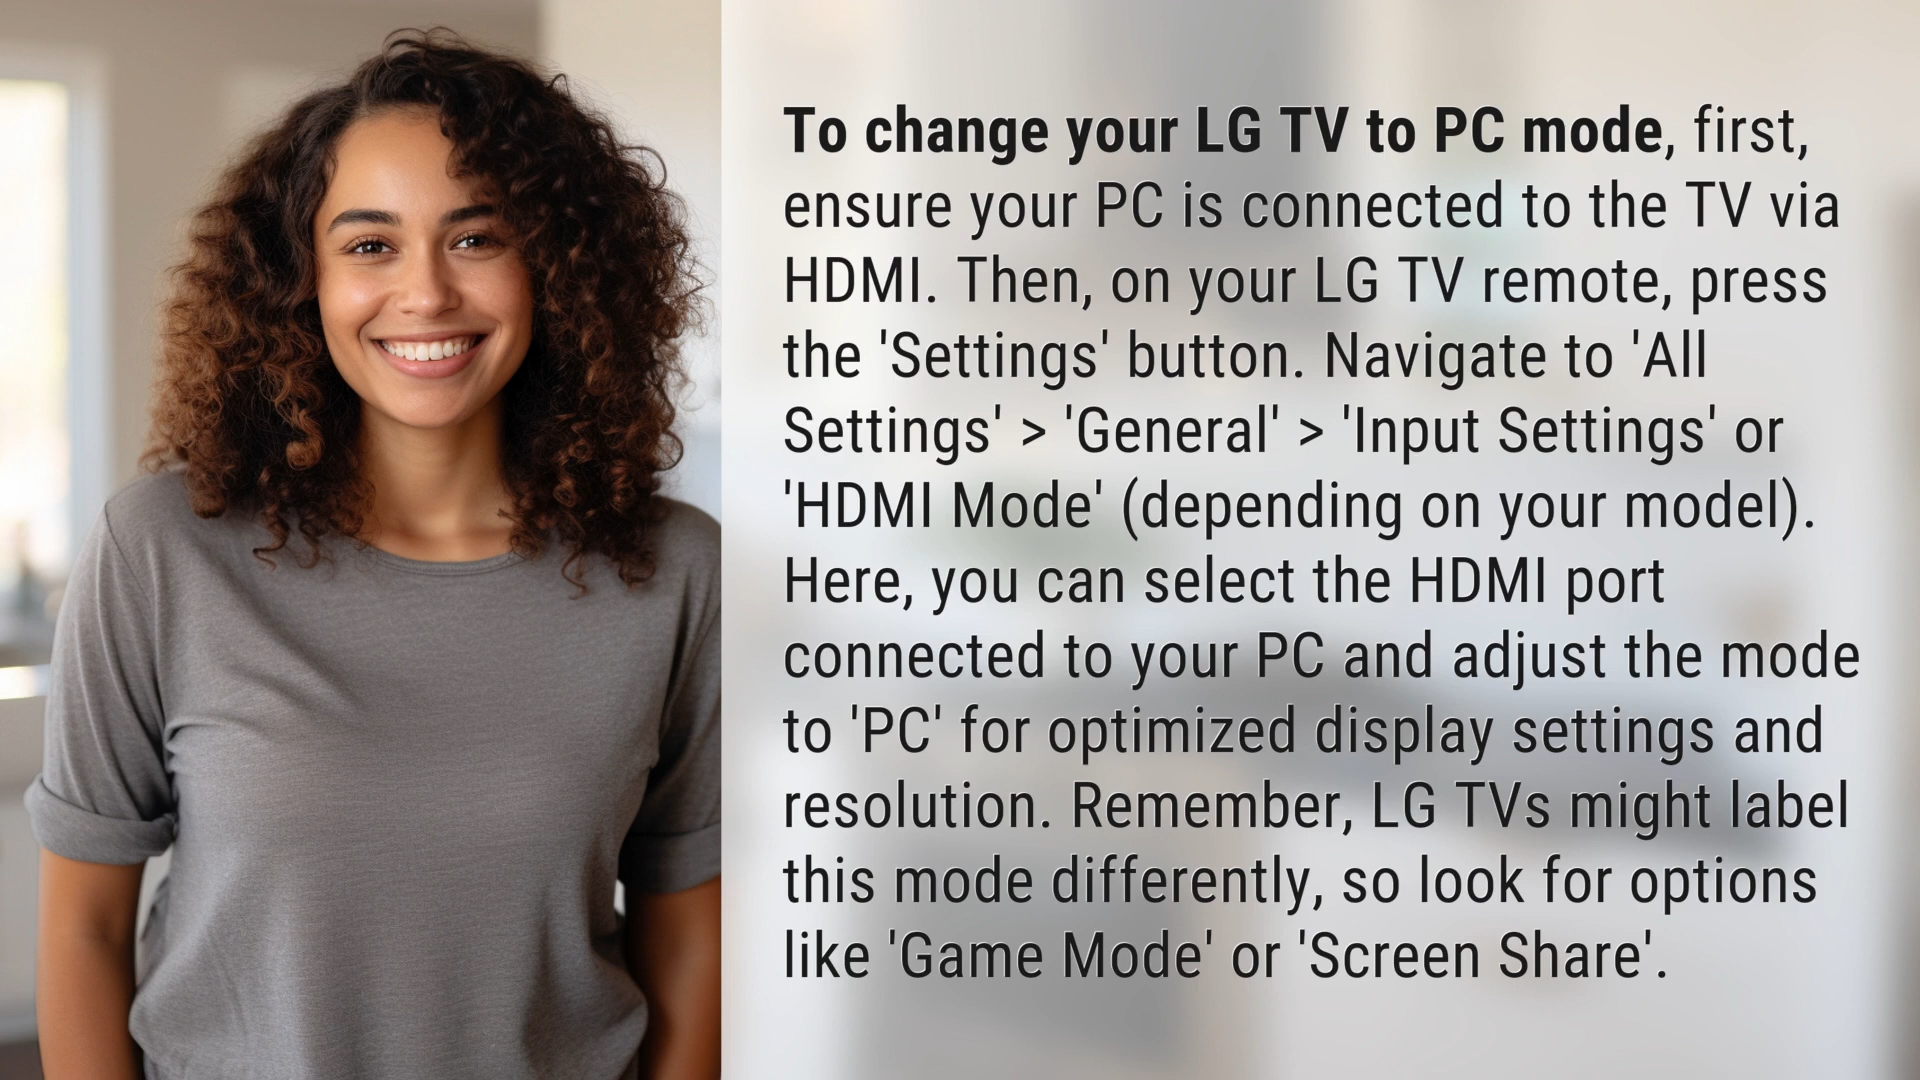 To change your LG TV to PC mode, first,
ensure your PC is connected to the TV via
HDMI. Then, on your LG TV remote, press
the 'Settings' button. Navigate to 'All
Settings' > 'General' > 'Input Settings' or
'HDMI Mode' (depending on your model).
Here, you can select the HDMI port
connected to your PC and adjust the mode
to 'PC' for optimized display settings and
resolution. Remember, LG TVs might label
this mode differently, so look for options
like 'Game Mode' or 'Screen Share'.